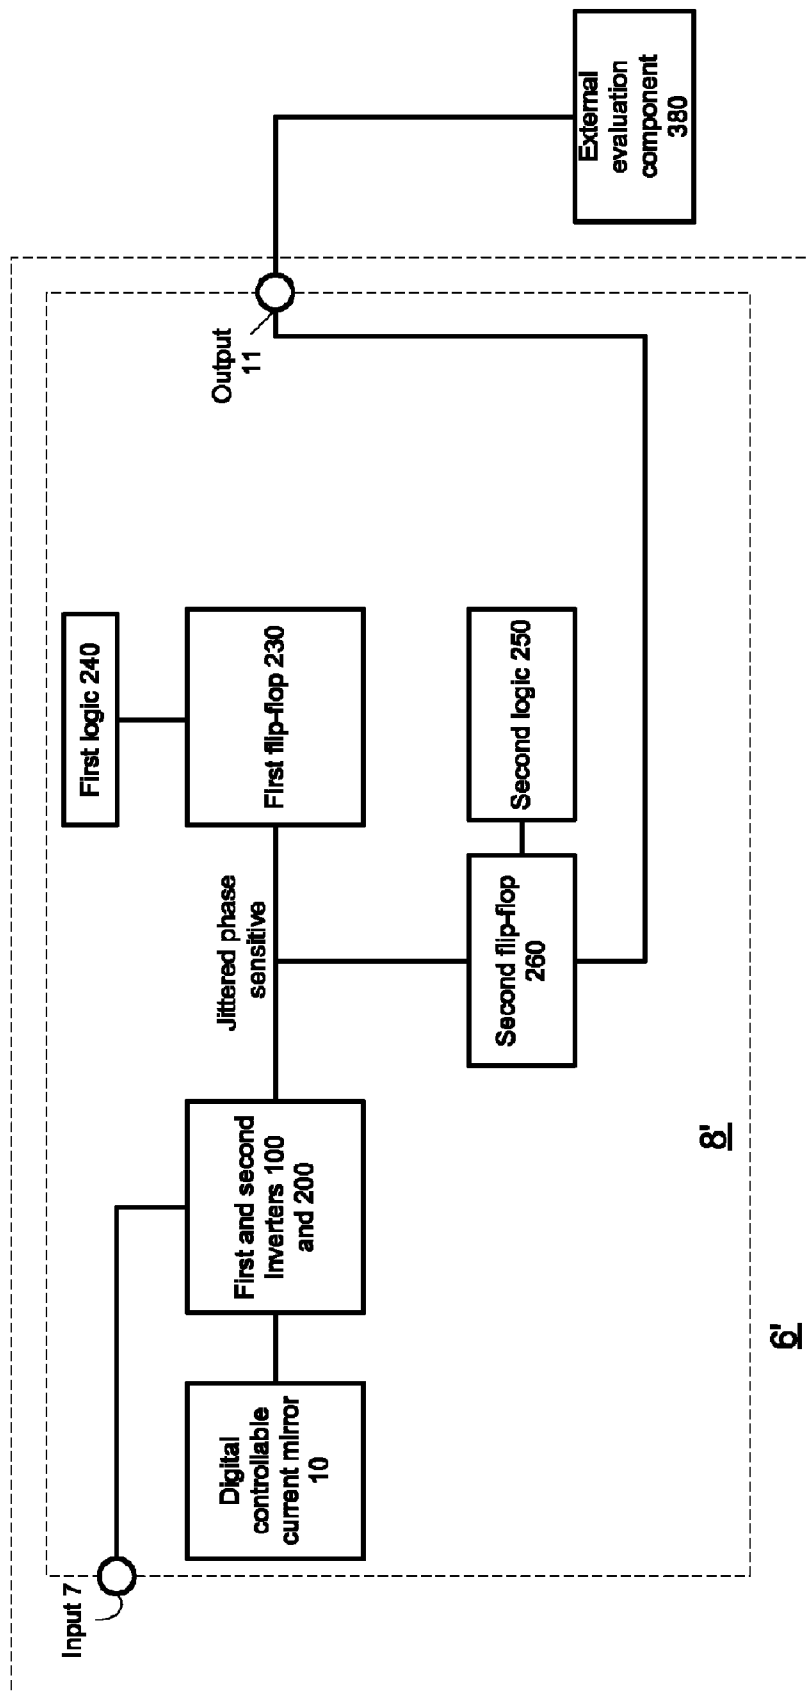 Input 7
Digital
controllable
current mirror
10
First and second
Inverters 100
and 200
Jittered phase
sensitive
First logic 240
First flip-flop 230
Second flip-flop
260
Second logic 250
Output
11
External
evaluation
component
380
8'
6'